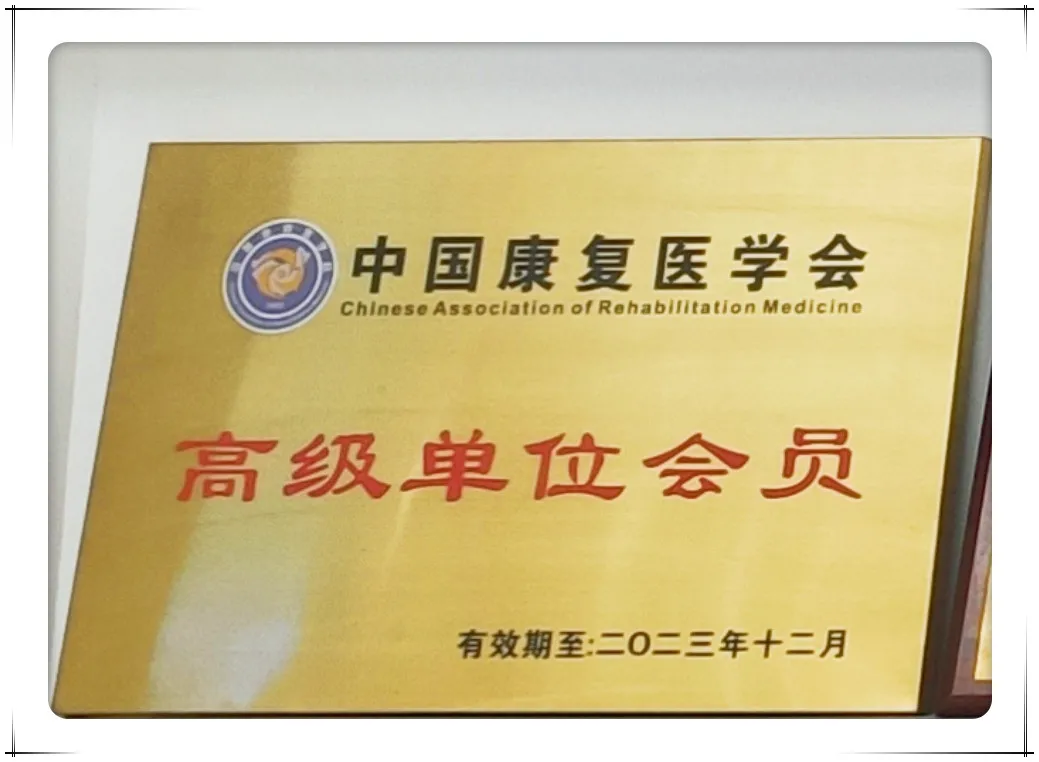 中国康复医学会
Chinese Association of Rehabilitation Medicine
高级单位会员
有效期至:二〇二三年十二月